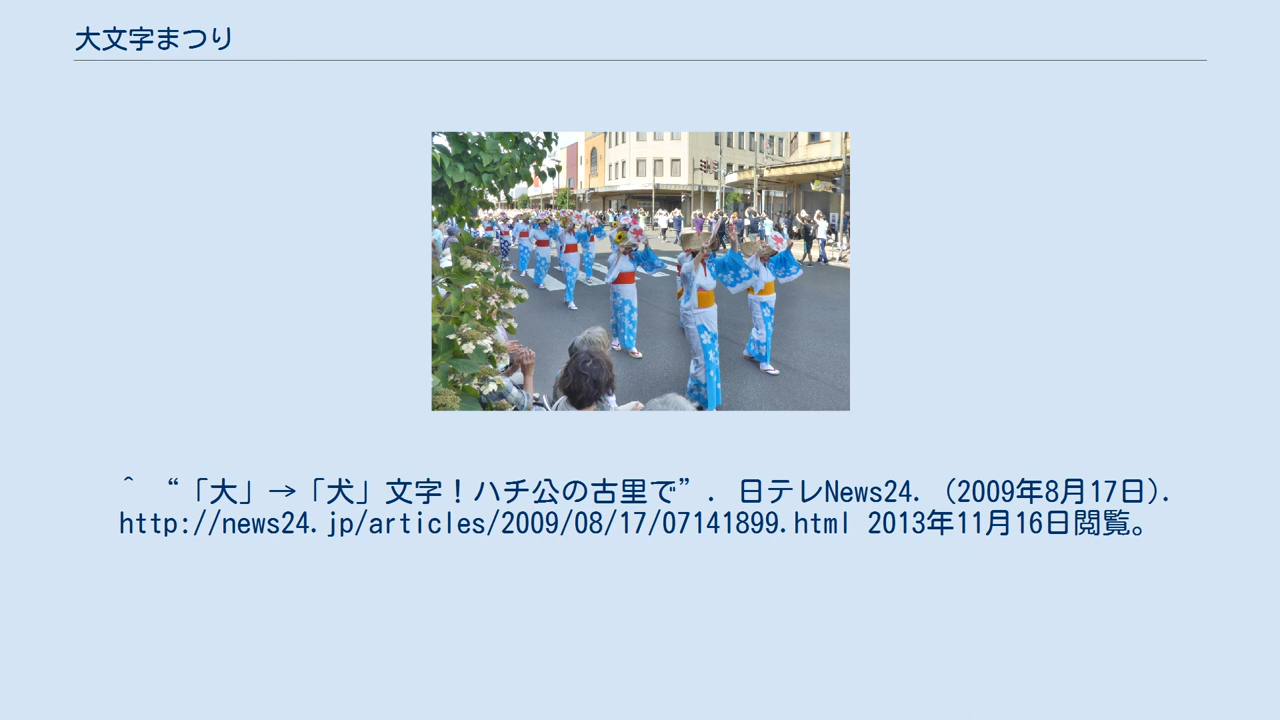 大文字まつり
^ “「大」→「犬」文字！ハチ公の古里で”. 日テレNews24. (2009年8月17日).
http://news24.jp/articles/2009/08/17/07141899.html 2013年11月16日閲覧。